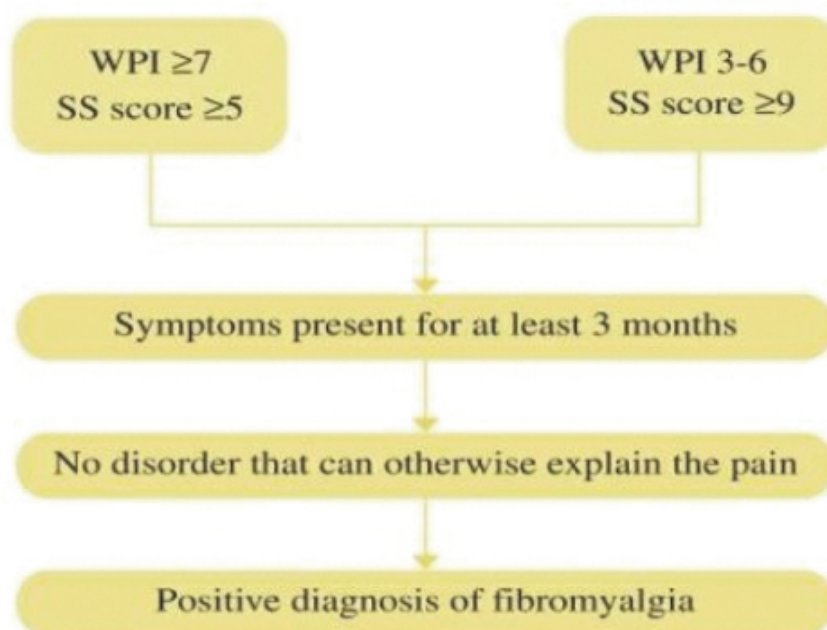 WPI ≥7
SS score ≥5
WPI 3-6
SS score ≥9
Symptoms present for at least 3 months
No disorder that can otherwise explain the pain
Positive diagnosis of fibromyalgia